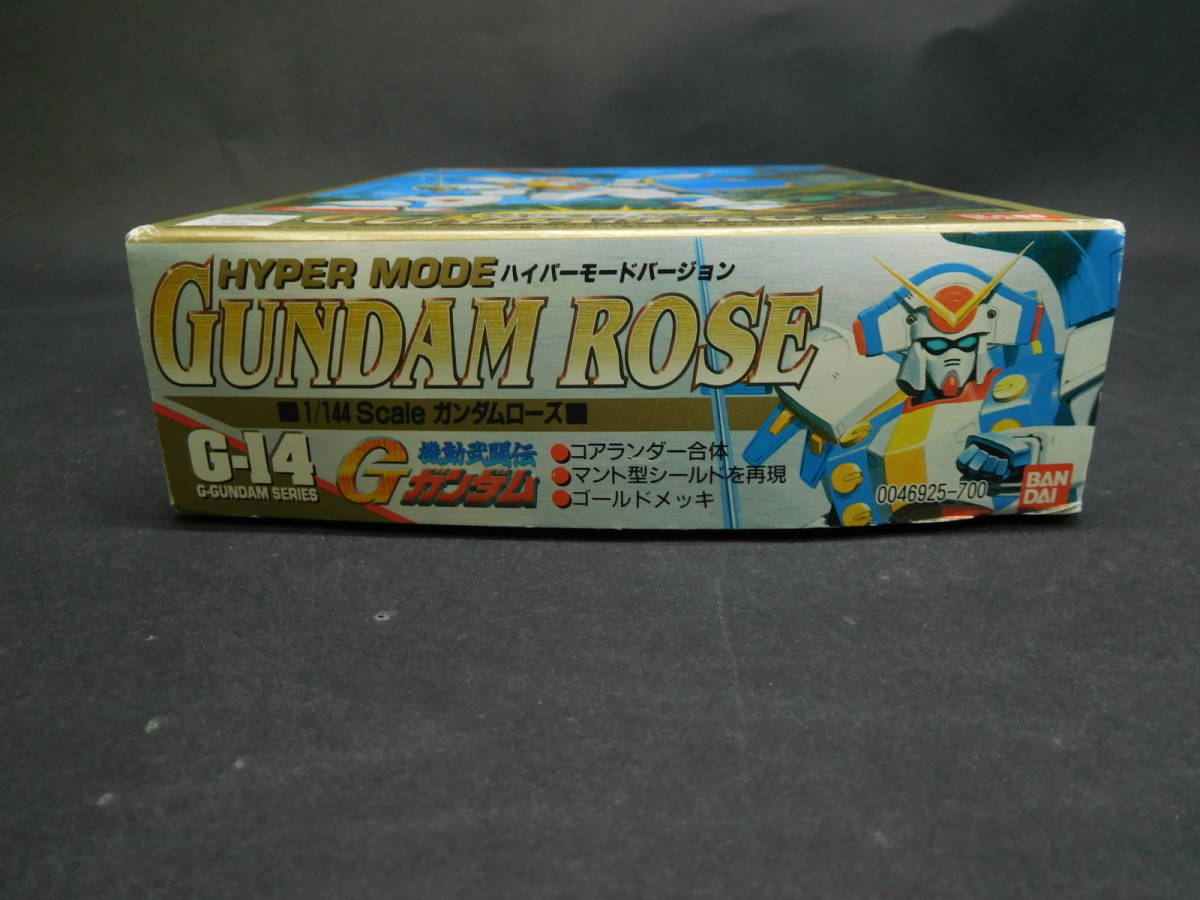 HYPER MODE ハイパーモードバージョン
GUNDAM ROSE
■1/144 Scale ガンダムローズ■
G-14
G-GUNDAM SERIES
機動武闘伝
Gガンダム
●コアランダー合体
●マント型シールドを再現
●ゴールドメッキ
0046925-700
BAN
DAI